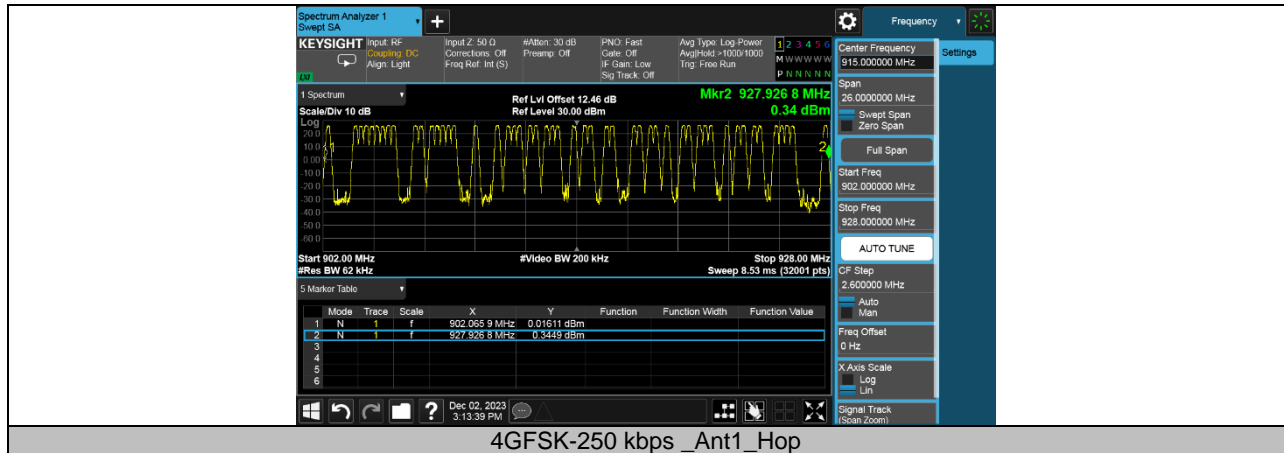 Spectrum Analyzer 1
Swept SA
+
Frequency
KEYSIGHT Input: RF
Coupling: DC
Align: Light
Input Z: 50 Ω
Corrections: Off
Freq Ref: Int (S)
#Atten: 30 dB
Preamp: Off
PNO: Fast
Gate: Off
IF Gain: Low
Sig Track: Off
Avg Type: Log-Power
Avg|Hold:>1000/1000
Trig: Free Run
1 2 3 4 5 6
M W W W W W
P N N N N N
LXI
Center Frequency
915.000000 MHz
Settings
1 Spectrum
Scale/Div 10 dB
Ref Lvl Offset 12.46 dB
Ref Level 30.00 dBm
Mkr2 927.926 8 MHz
0.34 dBm
Span
26.0000000 MHz
Swept Span
Zero Span
Log
20.0
10.0
0.00
-10.0
-20.0
-30.0
-40.0
-50.0
-60.0
2
Full Span
Start Freq
902.000000 MHz
Stop Freq
928.000000 MHz
AUTO TUNE
Start 902.00 MHz
#Res BW 62 kHz
#Video BW 200 kHz
Stop 928.00 MHz
Sweep 8.53 ms (32001 pts)
CF Step
2.600000 MHz
Auto
Man
5 Marker Table
Mode Trace Scale X Y Function Function Width Function Value
1 N 1 f 902.065 9 MHz 0.01611 dBm
2 N 1 f 927.926 8 MHz 0.3449 dBm
3
4
5
6
Freq Offset
0 Hz
X Axis Scale
Log
Lin
Signal Track
(Span Zoom)
?
Dec 02, 2023
3:13:39 PM
4GFSK-250 kbps _Ant1_Hop